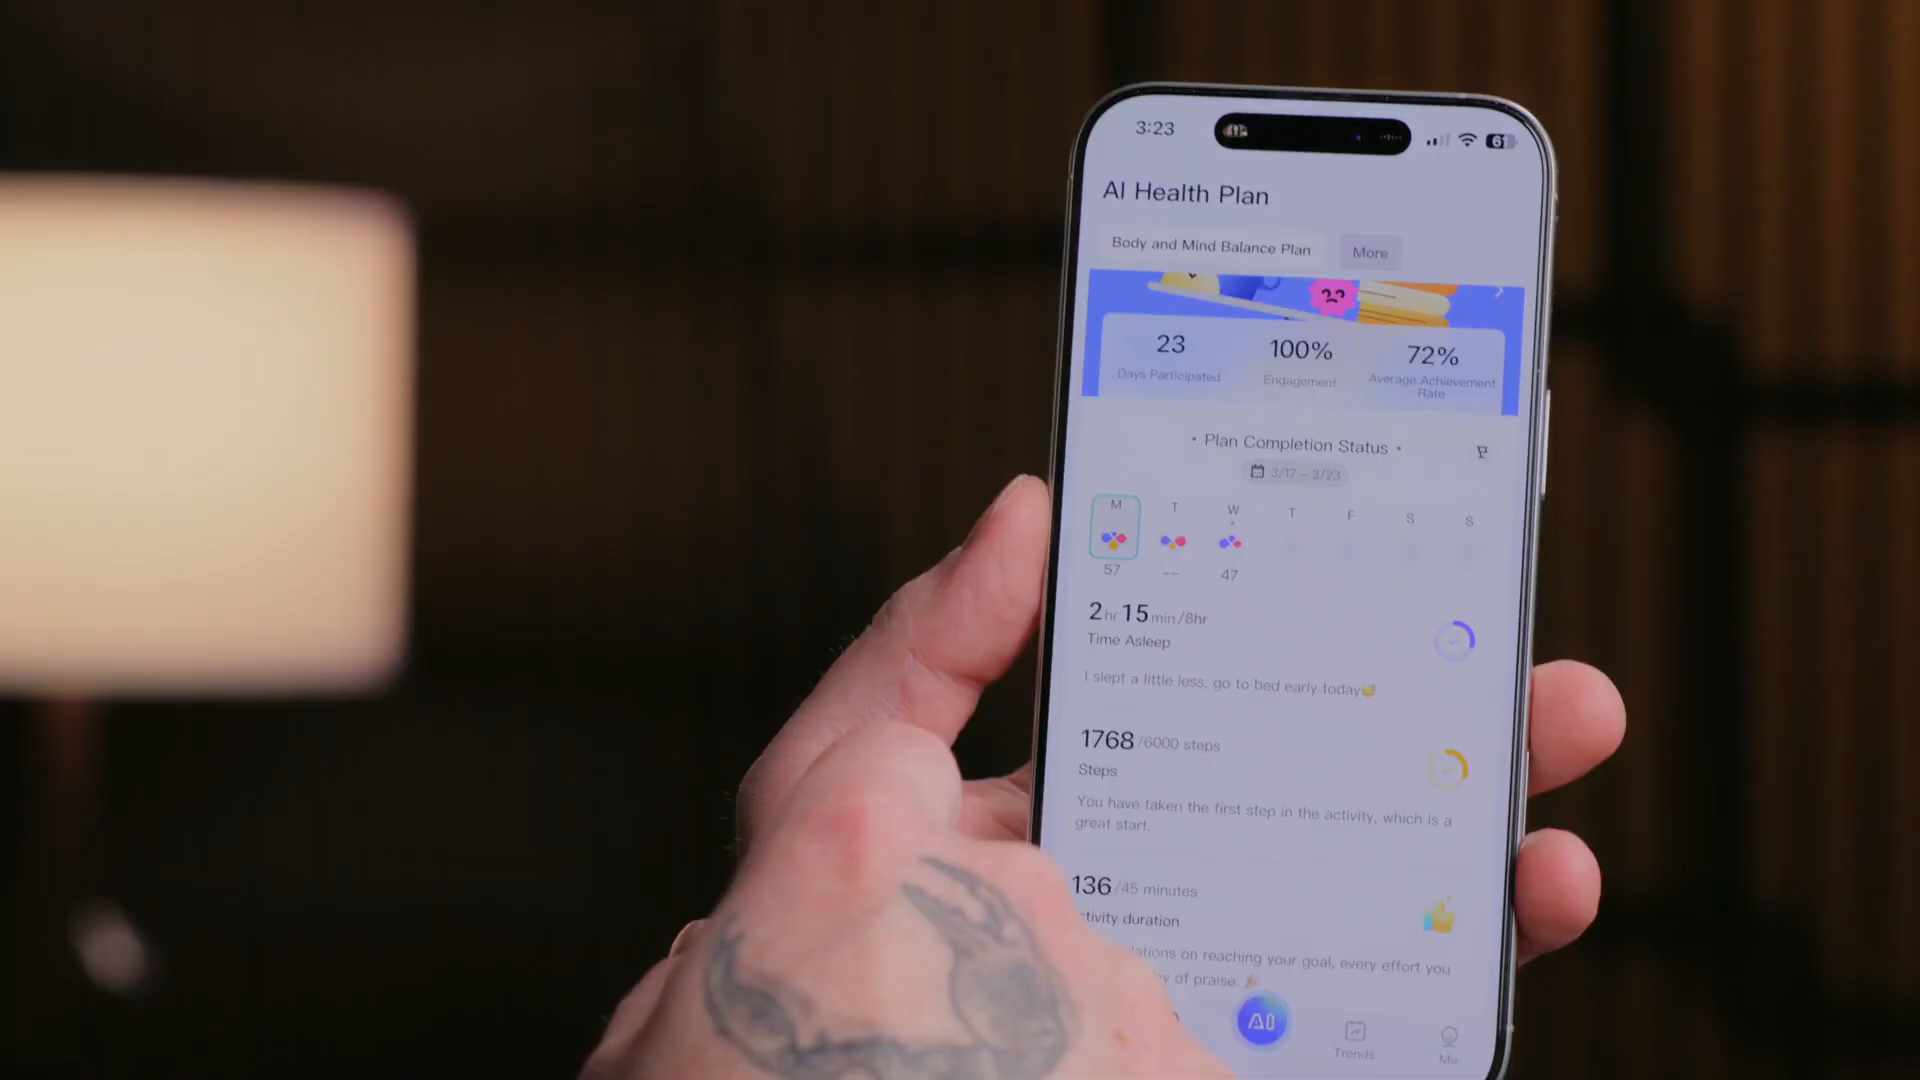 3:23
61
AI Health Plan
Body and Mind Balance Plan
More
23
100%
72%
Days Participated
Engagement
Average Achievement
Rate
• Plan Completion Status •
3/17 – 3/23
M T W T F S S
57 -- 47
2hr 15min/8hr
Time Asleep
I slept a little less, go to bed early today
1768/6000 steps
Steps
You have taken the first step in the activity, which is a
great start.
136/45 minutes
tivity duration
lations on reaching your goal, every effort you
of praise.
AI
Trends
Me